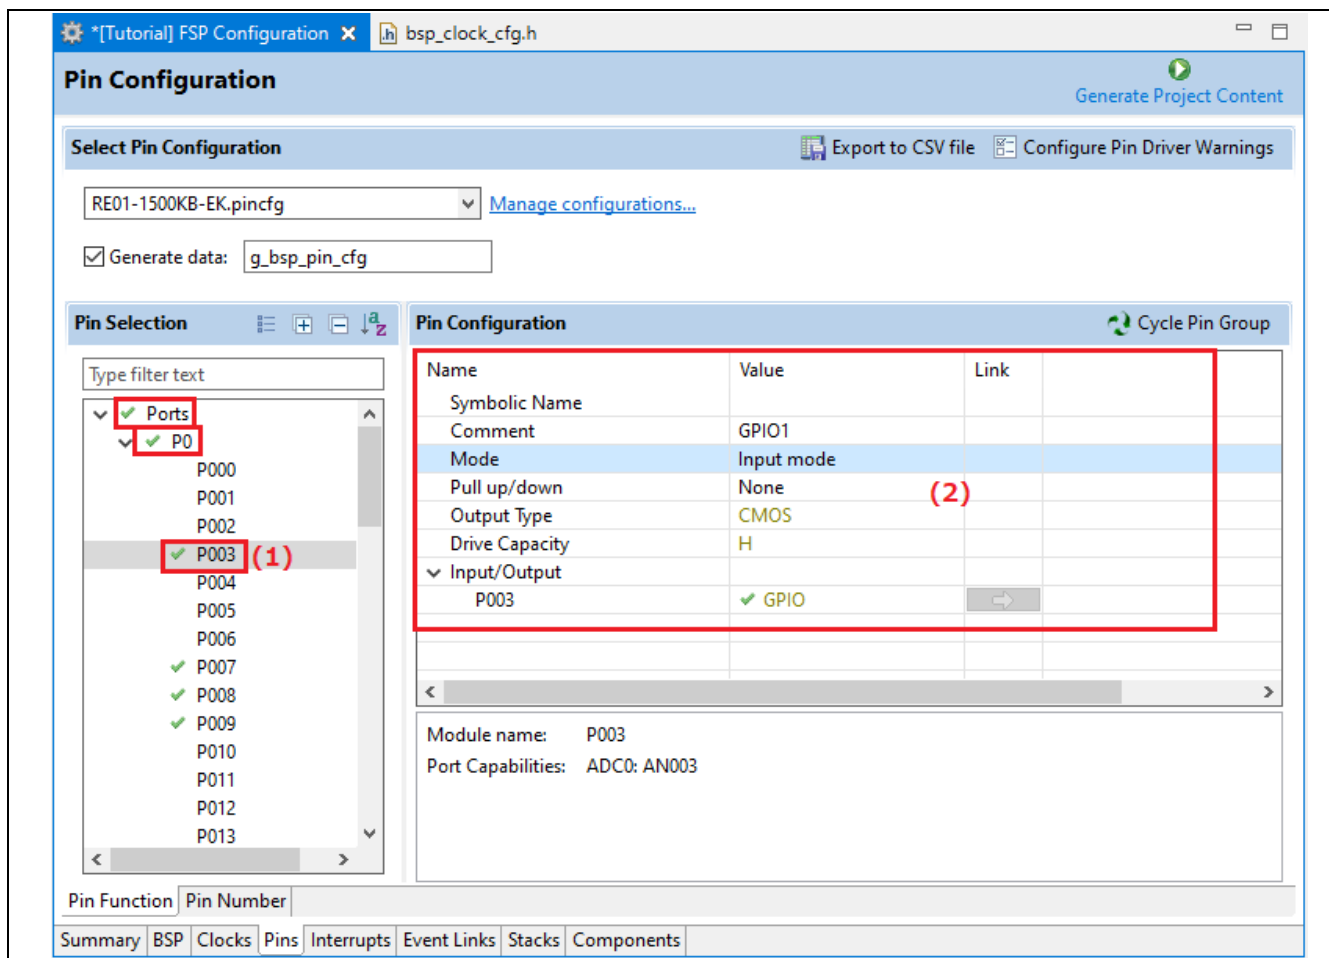 *[Tutorial] FSP Configuration bsp_clock_cfg.h
Pin Configuration
Generate Project Content
Select Pin Configuration Export to CSV file Configure Pin Driver Warnings
RE01-1500KB-EK.pincfg Manage configurations...
Generate data: g_bsp_pin_cfg
Pin Selection
Type filter text
Ports
P0
P000
P001
P002
P003 (1)
P004
P005
P006
P007
P008
P009
P010
P011
P012
P013
Pin Configuration Cycle Pin Group
Name Value Link
Symbolic Name
Comment GPIO1
Mode Input mode
Pull up/down None (2)
Output Type CMOS
Drive Capacity H
Input/Output
P003 GPIO
Module name: P003
Port Capabilities: ADC0: AN003
Pin Function Pin Number
Summary BSP Clocks Pins Interrupts Event Links Stacks Components